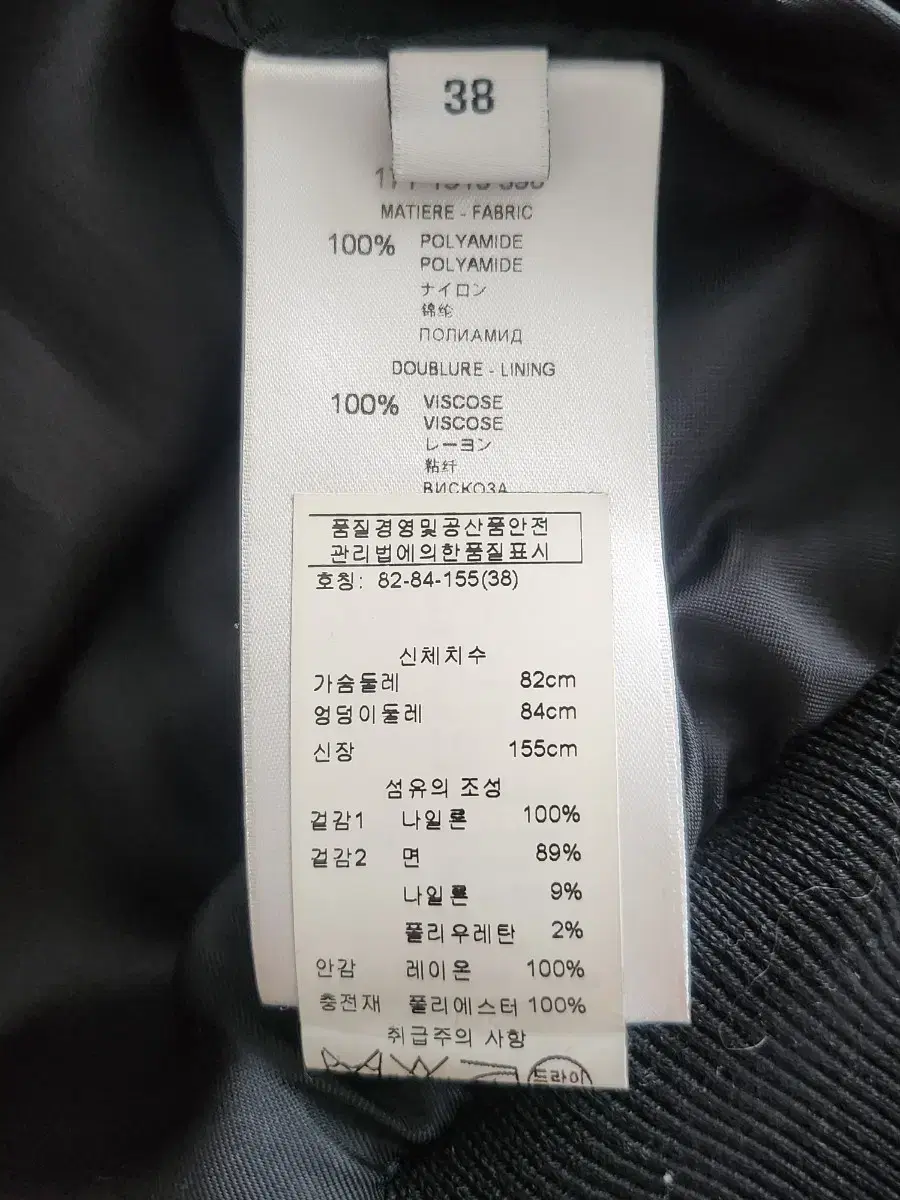 38
MATIERE - FABRIC
100% POLYAMIDE
POLYAMIDE
ナイロン
锦纶
ПОЛИАМИД
DOUBLURE - LINING
100% VISCOSE
VISCOSE
レーヨン
粘纤
ВИСКОЗА
품질경영및공산품안전
관리법에의한품질표시
호칭: 82-84-155(38)
신체치수
가슴둘레 82cm
엉덩이둘레 84cm
신장 155cm
섬유의 조성
겉감1 나일론 100%
겉감2 면 89%
나일론 9%
폴리우레탄 2%
안감 레이온 100%
충전재 폴리에스터 100%
취급주의 사항
드라이